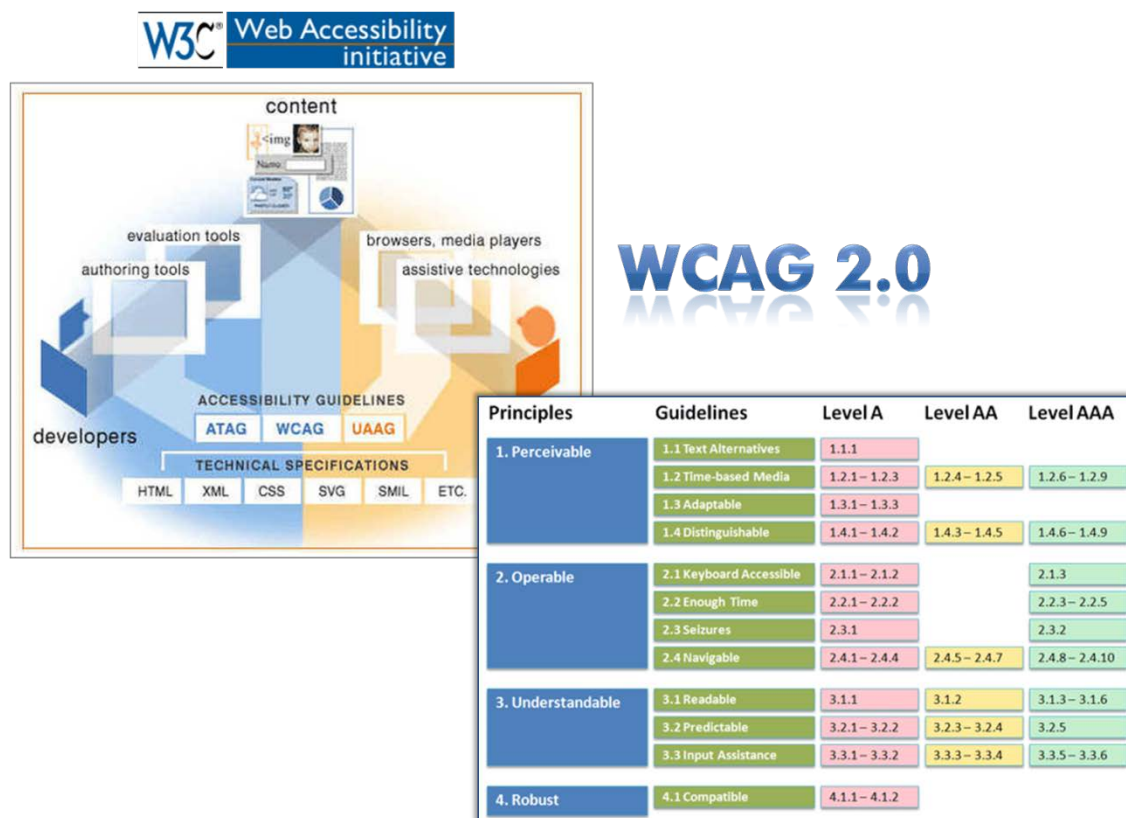 W3C® Web Accessibility
initiative
content
<img
Name:
evaluation tools
browsers, media players
authoring tools
assistive technologies
WCAG 2.0
ACCESSIBILITY GUIDELINES
ATAG WCAG UAAG
developers
TECHNICAL SPECIFICATIONS
HTML XML CSS SVG SMIL ETC.
Principles Guidelines Level A Level AA Level AAA
1. Perceivable 1.1 Text Alternatives 1.1.1
1.2 Time-based Media 1.2.1 – 1.2.3 1.2.4 – 1.2.5 1.2.6 – 1.2.9
1.3 Adaptable 1.3.1 – 1.3.3
1.4 Distinguishable 1.4.1 – 1.4.2 1.4.3 – 1.4.5 1.4.6 – 1.4.9
2. Operable 2.1 Keyboard Accessible 2.1.1 – 2.1.2 2.1.3
2.2 Enough Time 2.2.1 – 2.2.2 2.2.3 – 2.2.5
2.3 Seizures 2.3.1 2.3.2
2.4 Navigable 2.4.1 – 2.4.4 2.4.5 – 2.4.7 2.4.8 – 2.4.10
3. Understandable 3.1 Readable 3.1.1 3.1.2 3.1.3 – 3.1.6
3.2 Predictable 3.2.1 – 3.2.2 3.2.3 – 3.2.4 3.2.5
3.3 Input Assistance 3.3.1 – 3.3.2 3.3.3 – 3.3.4 3.3.5 – 3.3.6
4. Robust 4.1 Compatible 4.1.1 – 4.1.2